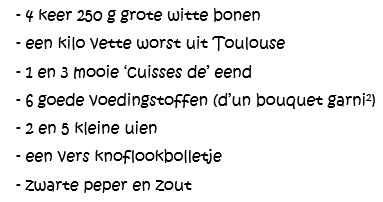 - 4 keer 250 g grote witte bonen
- een kilo vette worst uit Toulouse
- 1 en 3 mooie ‘cuisses de’ eend
- 6 goede voedingstoffen (d’un bouquet garni²)
- 2 en 5 kleine uien
- een vers knoflookbolletje
- zwarte peper en zout